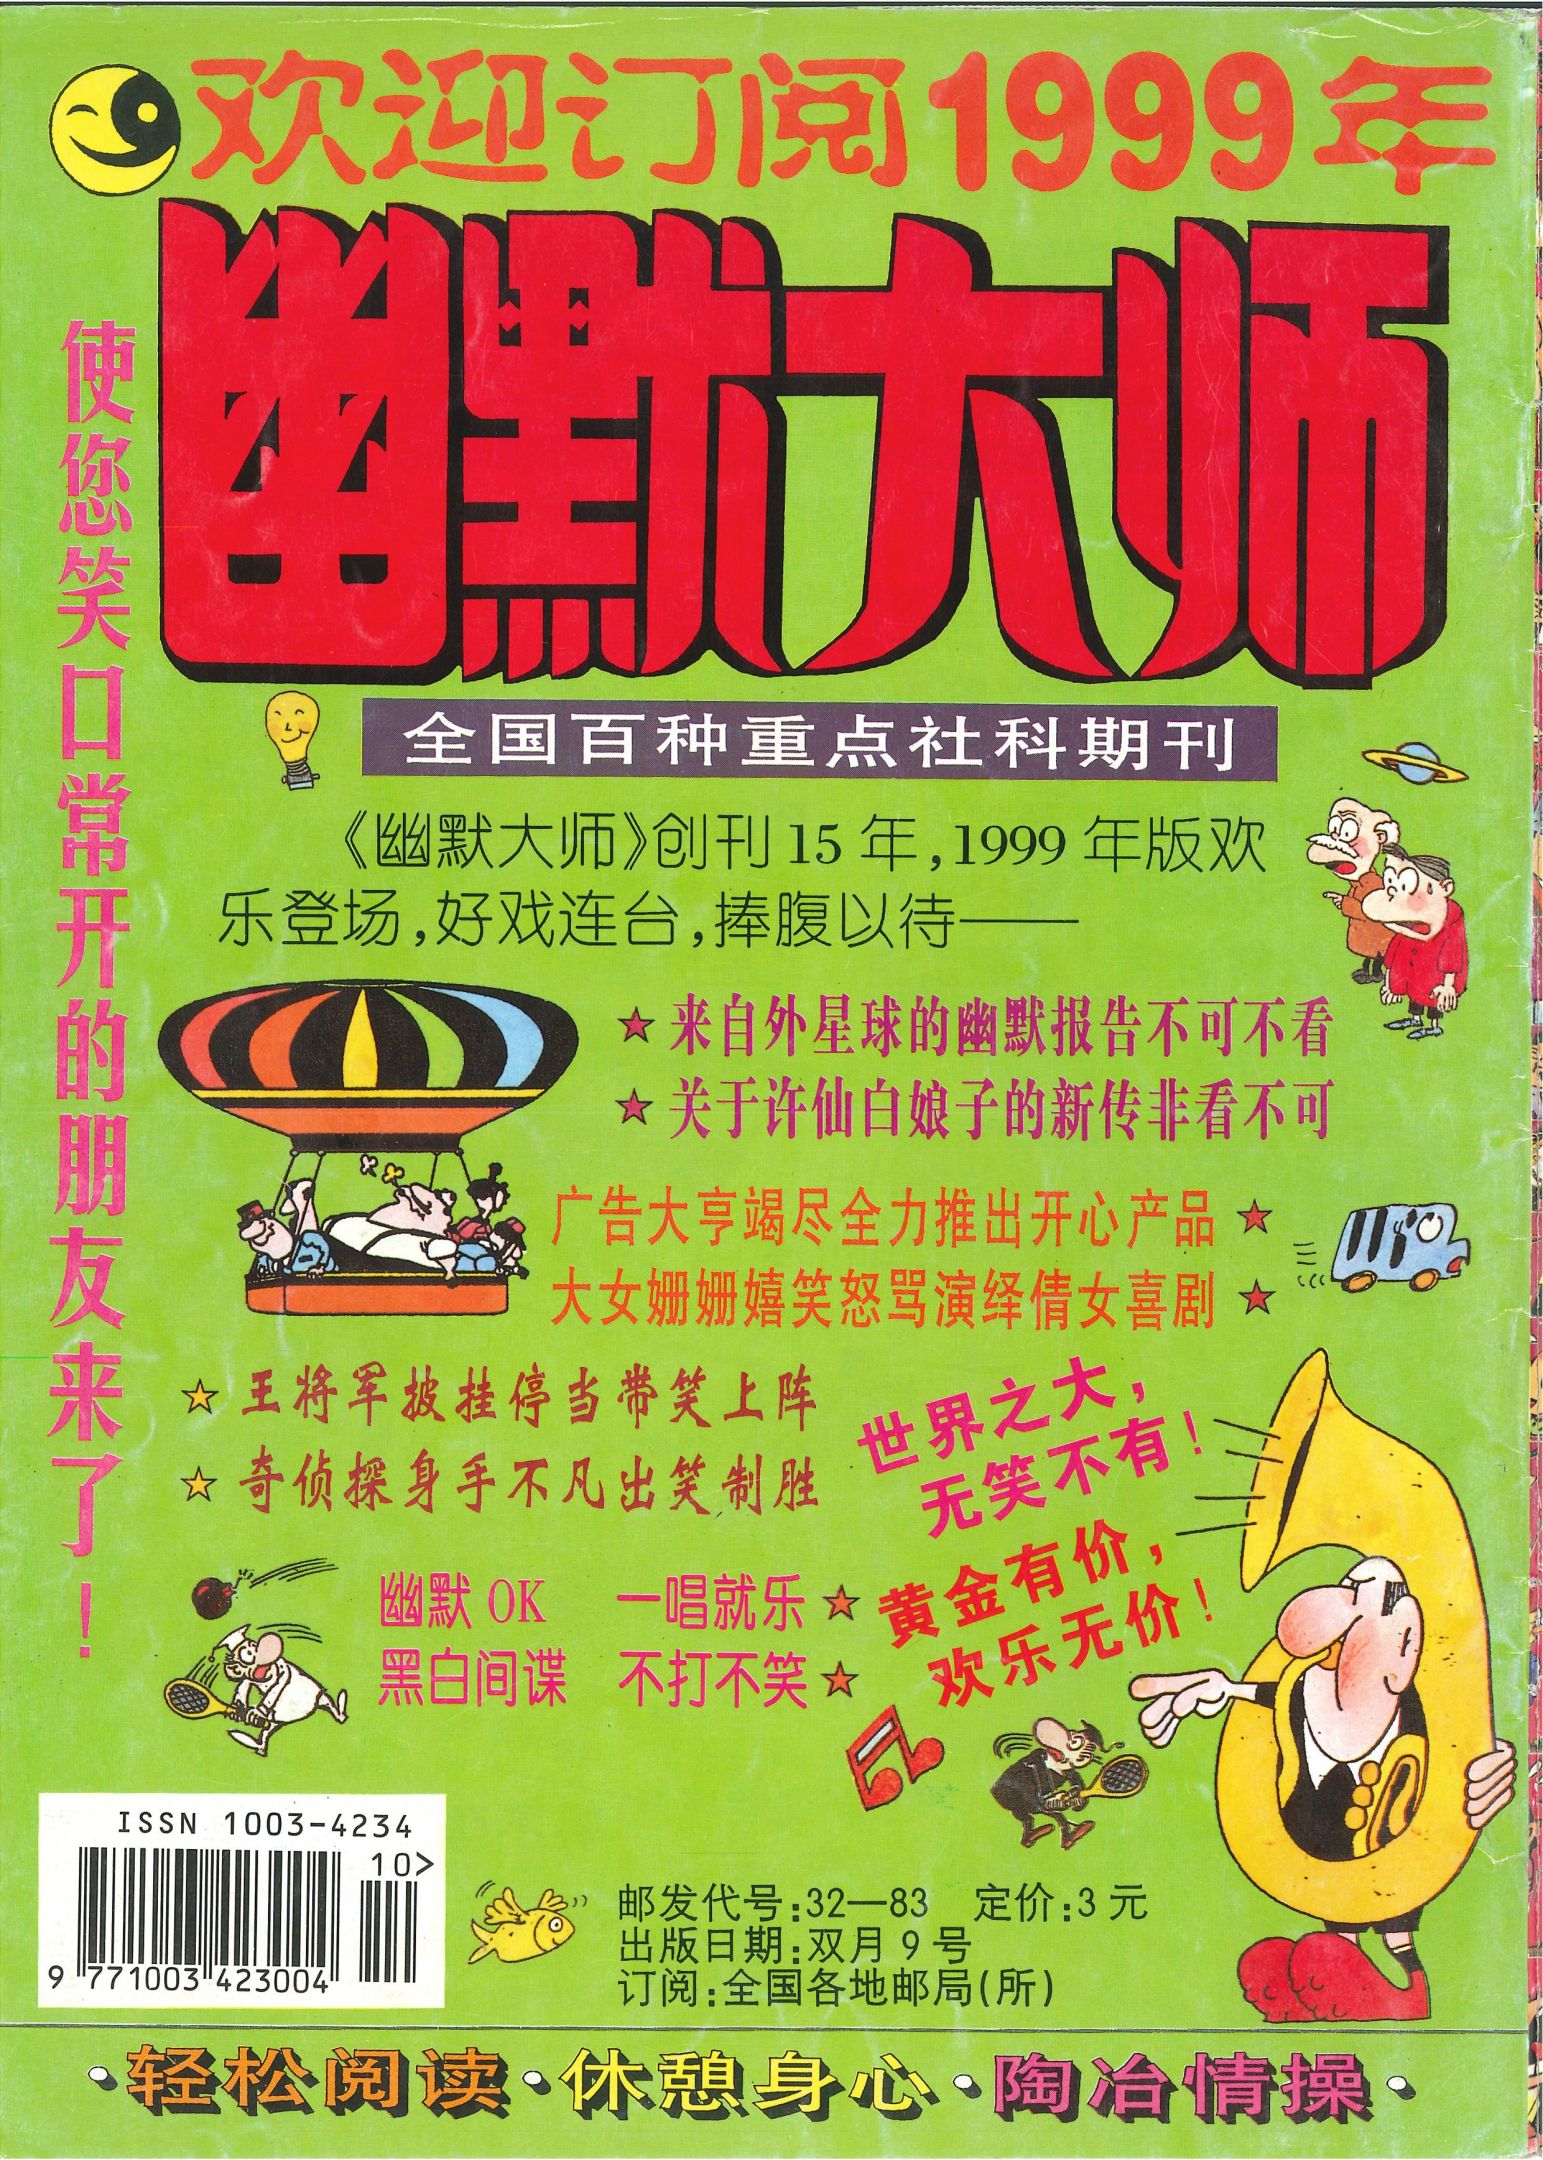 欢迎订阅1999年
幽默大师
使您笑口常开的朋友来了！
全国百种重点社科期刊
《幽默大师》创刊15年，1999年版欢
乐登场，好戏连台，捧腹以待——
★来自外星球的幽默报告不可不看
★关于许仙白娘子的新传非看不可
广告大亨竭尽全力推出开心产品★
大女姗姗嬉笑怒骂演绎倩女喜剧★
★王将军披挂停当带笑上阵
★奇侦探身手不凡出笑制胜
世界之大，
无笑不有！
黄金有价，
欢乐无价！
幽默OK 一唱就乐★
黑白间谍 不打不笑★
ISSN 1003-4234
10>
9 771003 423004
邮发代号：32—83 定价：3元
出版日期：双月9号
订阅：全国各地邮局(所)
·轻松阅读·休憩身心·陶冶情操·